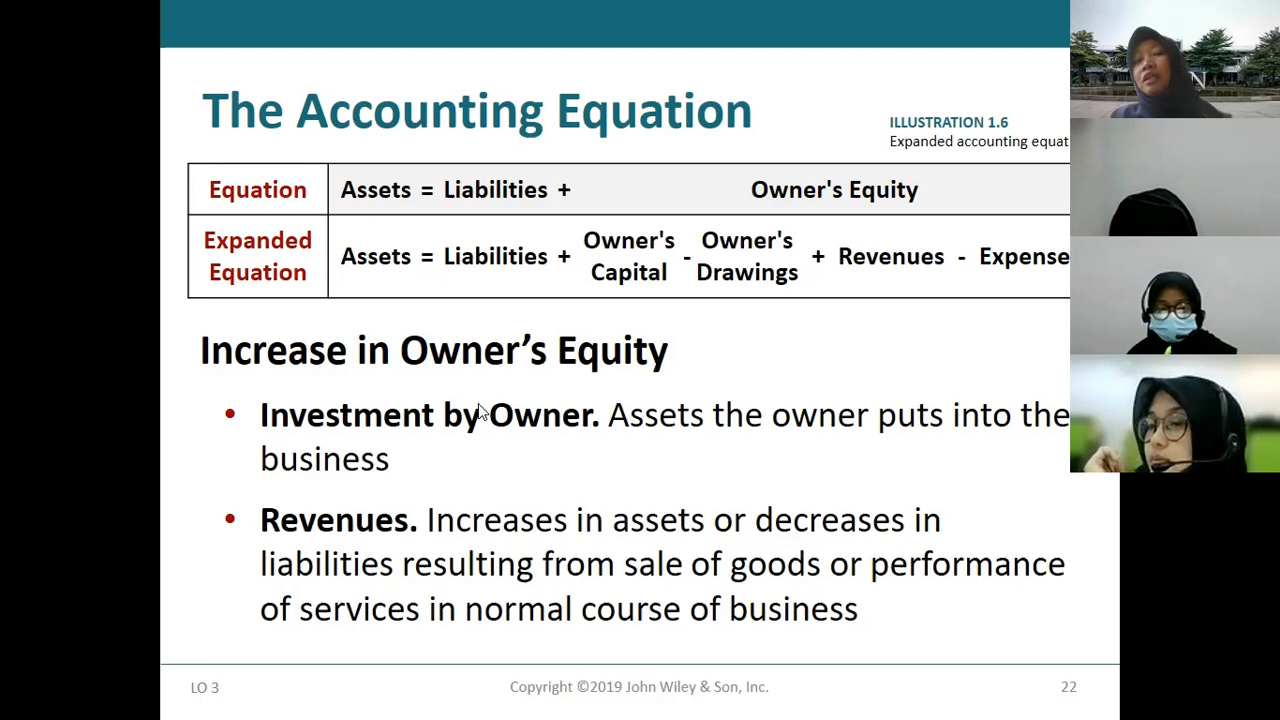 The Accounting Equation
ILLUSTRATION 1.6
Expanded accounting equat
Equation
Assets = Liabilities +
Owner's Equity
Expanded
Equation
Assets = Liabilities +
Owner's
Capital
-
Owner's
Drawings
+ Revenues - Expense
Increase in Owner’s Equity
• Investment by Owner. Assets the owner puts into the
business
• Revenues. Increases in assets or decreases in
liabilities resulting from sale of goods or performance
of services in normal course of business
LO 3
Copyright ©2019 John Wiley & Son, Inc.
22